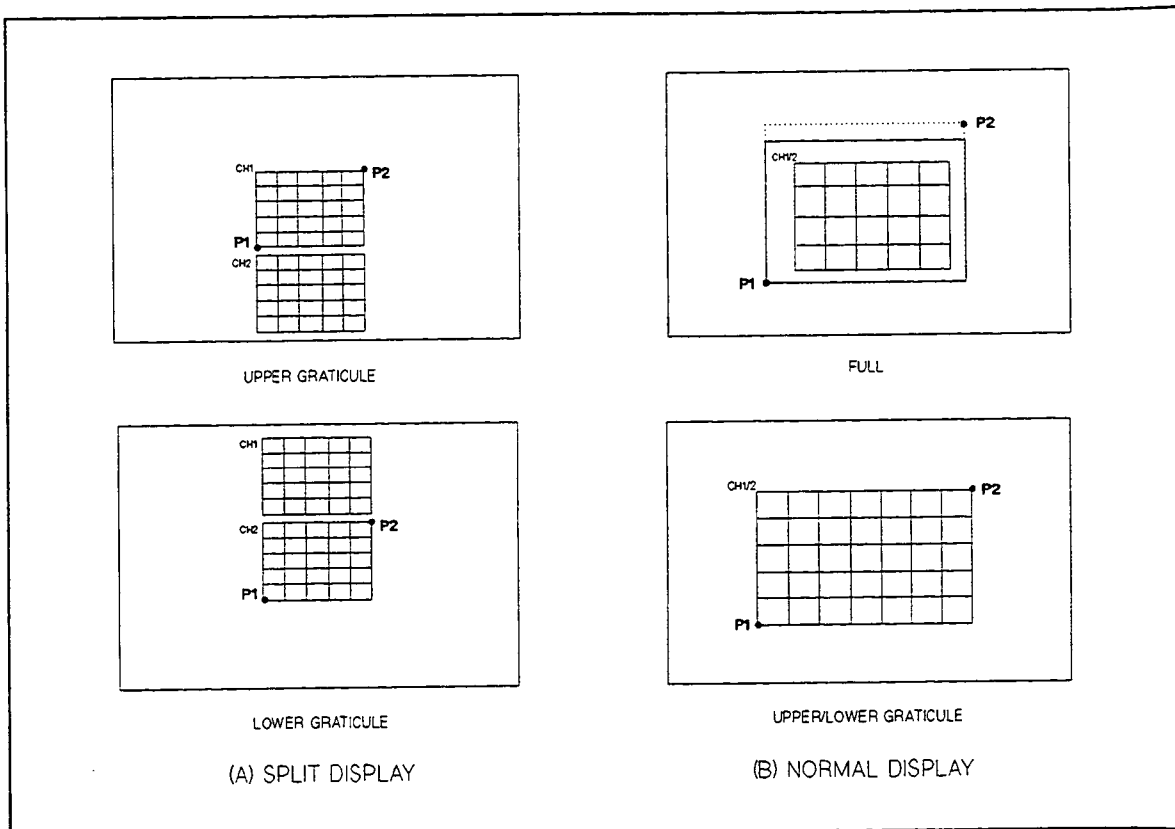 CH1
P2
P1
CH2
UPPER GRATICULE
P2
CH1/2
P1
FULL
CH1
CH2
P2
P1
LOWER GRATICULE
CH1/2
P2
P1
UPPER/LOWER GRATICULE
(A) SPLIT DISPLAY
(B) NORMAL DISPLAY